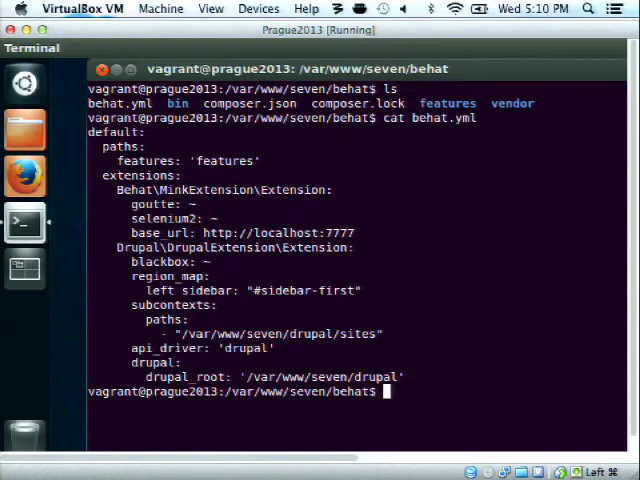 VirtualBox VM Machine View Devices Help Wed 5:10 PM
Prague2013 [Running]
Terminal
vagrant@prague2013: /var/www/seven/behat
vagrant@prague2013:/var/www/seven/behat$ ls
behat.yml bin composer.json composer.lock features vendor
vagrant@prague2013:/var/www/seven/behat$ cat behat.yml
default:
paths:
features: 'features'
extensions:
Behat\MinkExtension\Extension:
goutte: ~
selenium2: ~
base_url: http://localhost:7777
Drupal\DrupalExtension\Extension:
blackbox: ~
region_map:
left sidebar: "#sidebar-first"
subcontexts:
paths:
- "/var/www/seven/drupal/sites"
api_driver: 'drupal'
drupal:
drupal_root: '/var/www/seven/drupal'
vagrant@prague2013:/var/www/seven/behat$
Left ⌘